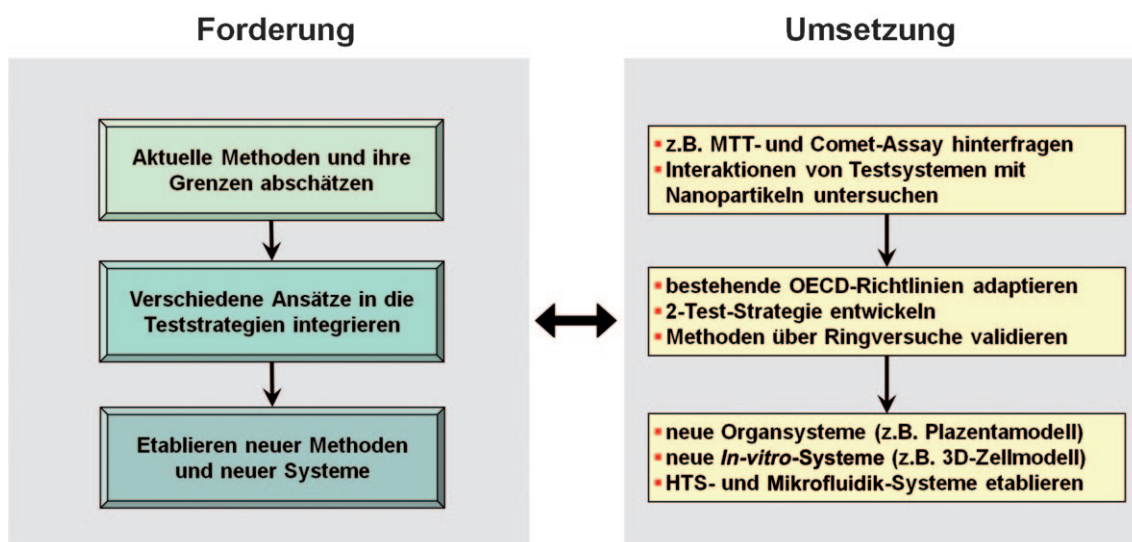 Forderung
Aktuelle Methoden und ihre
Grenzen abschätzen
Verschiedene Ansätze in die
Teststrategien integrieren
Etablieren neuer Methoden
und neuer Systeme
Umsetzung
▪ z.B. MTT- und Comet-Assay hinterfragen
▪ Interaktionen von Testsystemen mit
Nanopartikeln untersuchen
▪ bestehende OECD-Richtlinien adaptieren
▪ 2-Test-Strategie entwickeln
▪ Methoden über Ringversuche validieren
▪ neue Organsysteme (z.B. Plazentamodell)
▪ neue In-vitro-Systeme (z.B. 3D-Zellmodell)
▪ HTS- und Mikrofluidik-Systeme etablieren